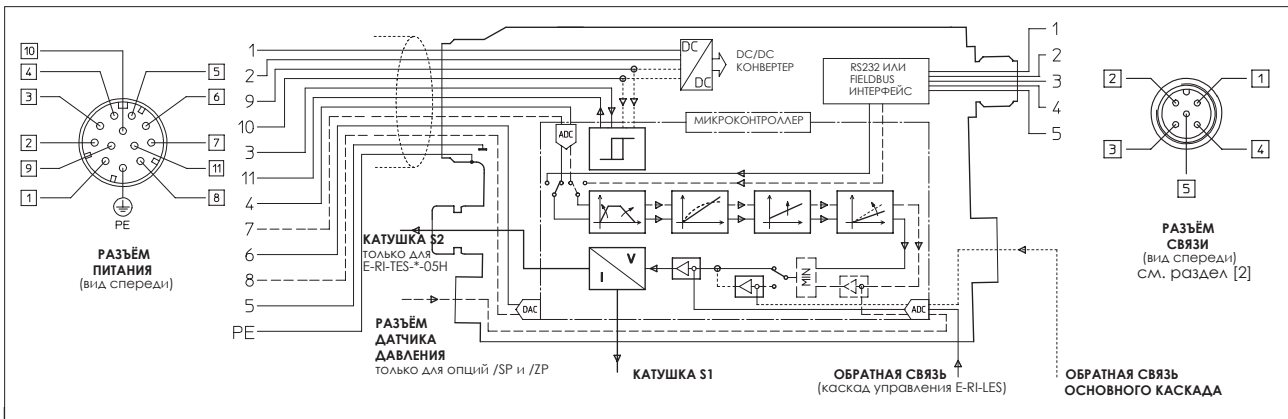 10
4
5
3
6
2
7
9
11
1
8
PE
РАЗЪЁМ
ПИТАНИЯ
(вид спереди)
1
2
9
10
3
11
4
7
6
8
5
PE
DC
DC
DC/DC
КОНВЕРТЕР
RS232 ИЛИ
FIELDBUS
ИНТЕРФЕЙС
МИКРОКОНТРОЛЛЕР
ADC
КАТУШКА S2
только для
E-RI-TES-*-05H
V
I
MIN
DAC
ADC
РАЗЪЁМ
ДАТЧИКА
ДАВЛЕНИЯ
только для опций /SP и /ZP
КАТУШКА S1
ОБРАТНАЯ СВЯЗЬ
(каскад управления E-RI-LES)
ОБРАТНАЯ СВЯЗЬ
ОСНОВНОГО КАСКАДА
1
2
3
4
5
2
1
3
4
5
РАЗЪЁМ
СВЯЗИ
(вид спереди)
см. раздел [2]